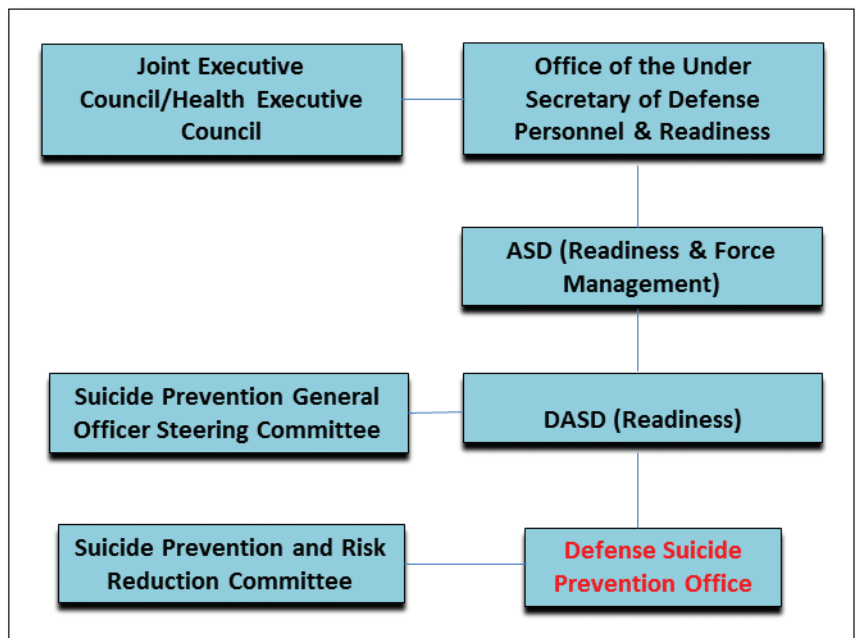 Joint Executive
Council/Health Executive
Council
Office of the Under
Secretary of Defense
Personnel & Readiness
ASD (Readiness & Force
Management)
Suicide Prevention General
Officer Steering Committee
DASD (Readiness)
Suicide Prevention and Risk
Reduction Committee
Defense Suicide
Prevention Office